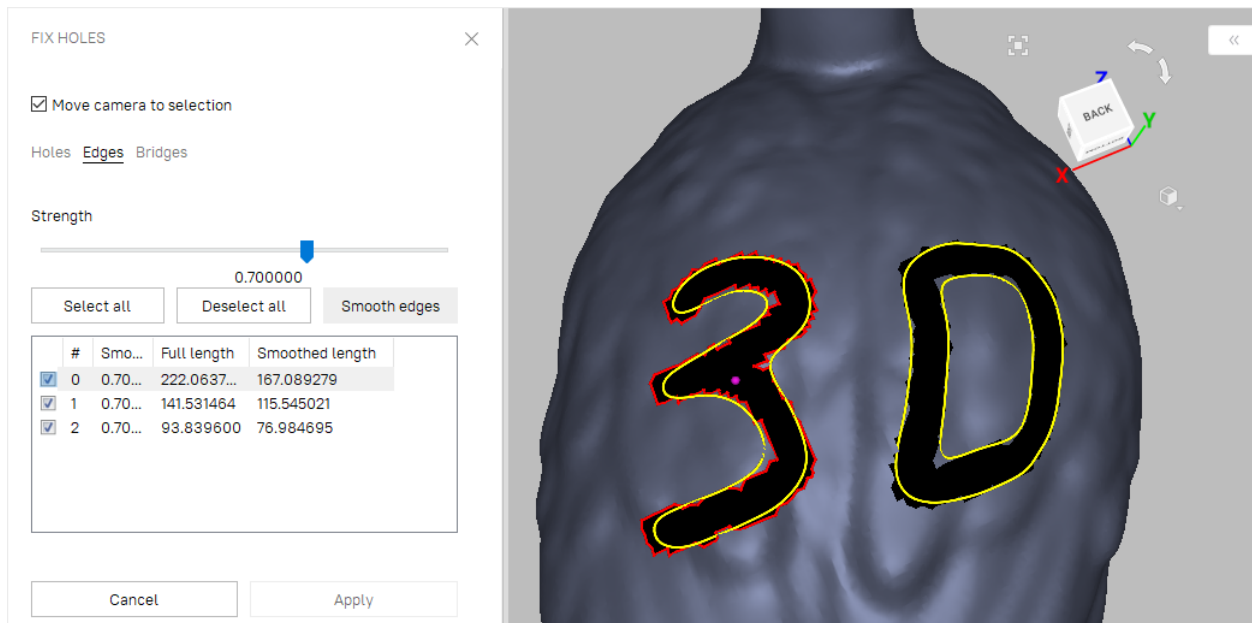 FIX HOLES
Move camera to selection
Holes Edges Bridges
Strength
0.700000
Select all Deselect all Smooth edges
# Smo... Full length Smoothed length
0 0.70... 222.0637... 167.089279
1 0.70... 141.531464 115.545021
2 0.70... 93.839600 76.984695
Cancel Apply
3D
Z
BACK
Y
X